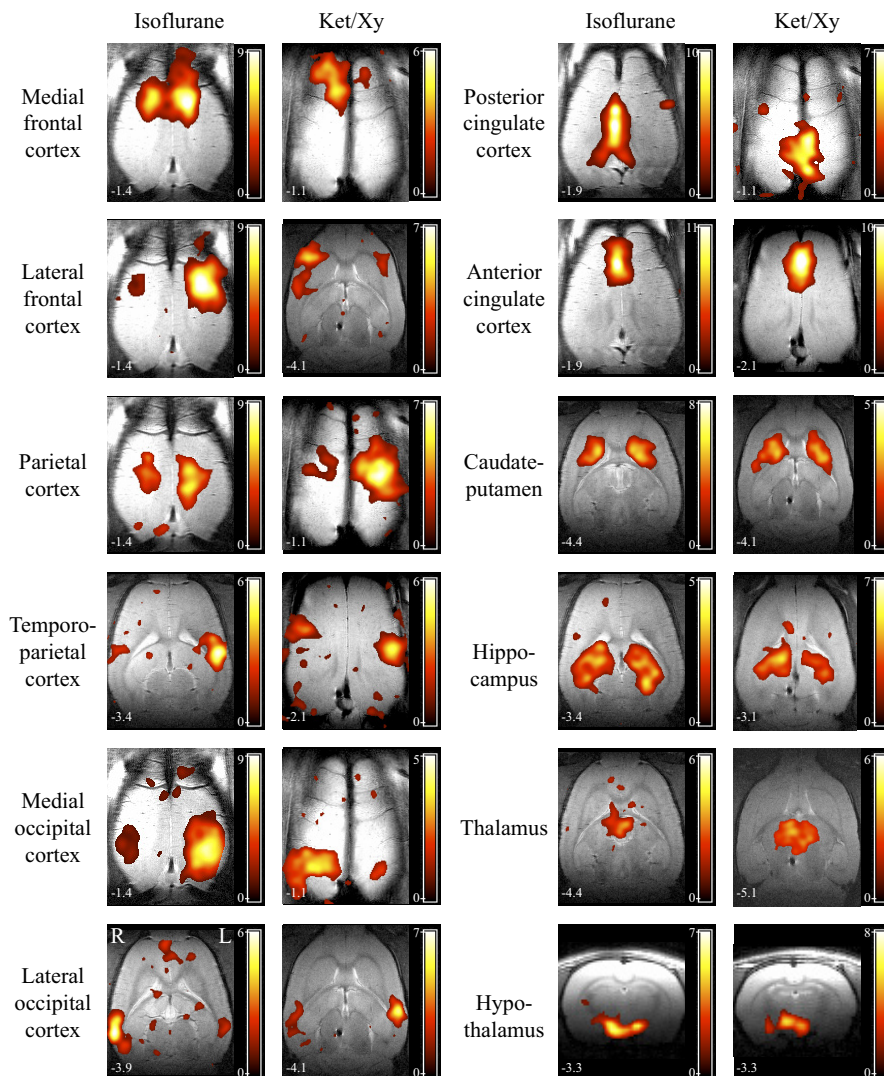 Isoflurane Ket/Xy Isoflurane Ket/Xy
9 6 10 7
Medial
frontal
cortex
Posterior
cingulate
cortex
-1.4 0 -1.1 0 -1.9 0 -1.1 0
9 7 11 10
Lateral
frontal
cortex
Anterior
cingulate
cortex
-1.4 0 -4.1 0 -1.9 0 -2.1 0
9 7 8 5
Parietal
cortex
Caudate-
putamen
-1.4 0 -1.1 0 -4.4 0 -4.1 0
6 6 7 6
Temporo-
parietal
cortex
Hippo-
campus
-3.4 0 -2.1 0 -3.4 0 -3.1 0
9 5 5 6
Medial
occipital
cortex
Thalamus
-1.4 0 -1.1 0 -4.4 0 -5.1 0
R L 6 7 7 8
Lateral
occipital
cortex
Hypo-
thalamus
-3.9 0 -4.1 0 -3.3 0 -3.3 0